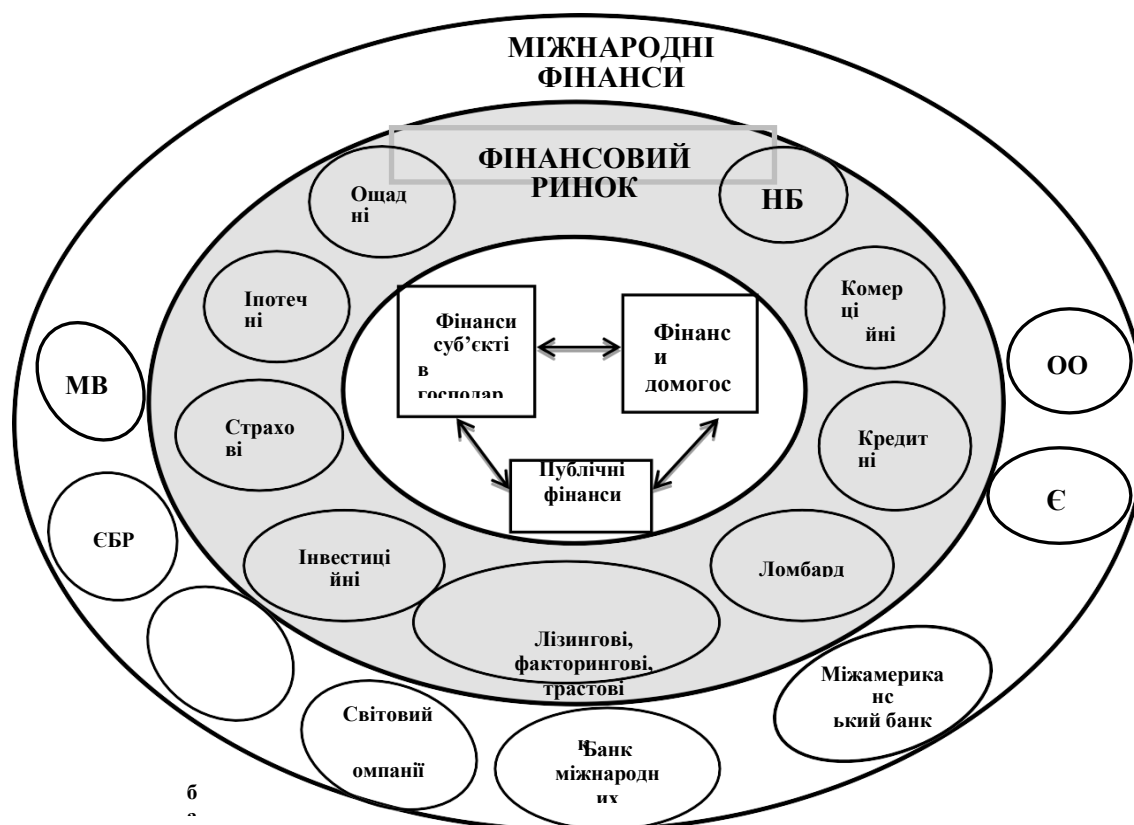 МІЖНАРОДНІ
ФІНАНСИ
ФІНАНСОВИЙ
РИНОК
Ощад
ні
НБ
Іпотеч
ні
Комер
ці
йні
Фінанси
суб’єкті
в
господар
Фінанс
и
домогос
МВ
ОО
Страхо
ві
Кредит
ні
Публічні
фінанси
Є
ЄБР
Інвестиці
йні
Ломбард
Лізингові,
факторингові,
трастові
Міжамерика
нс
ький банк
Світовий
омпанії
к
Банк
міжнародн
их
б
а